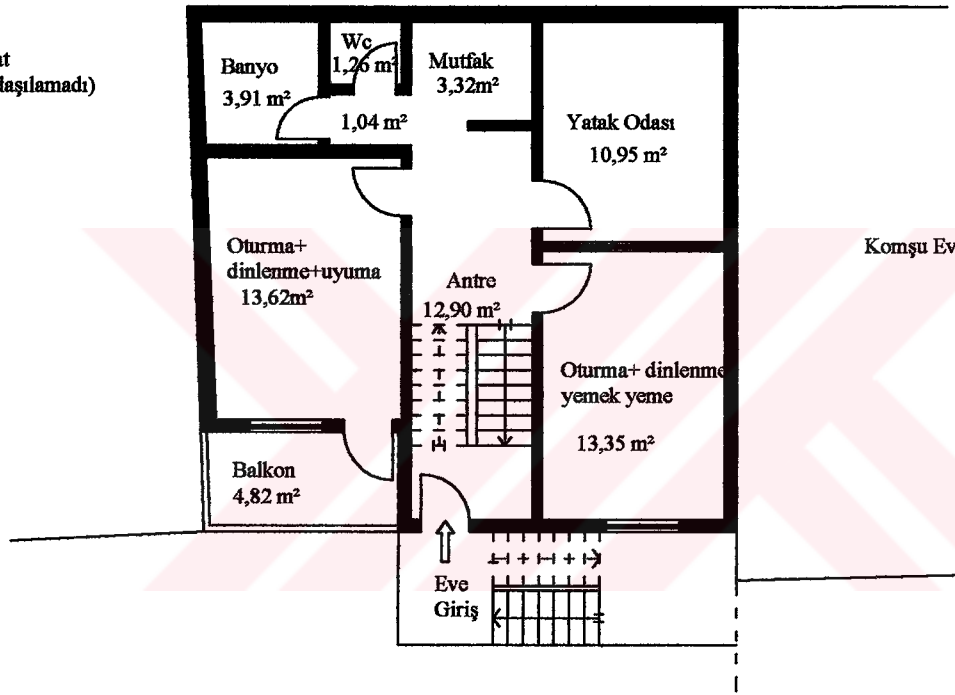 Banyo
3,91 m²
Wc
1,26 m²
Mutfak
3,32m²
1,04 m²
Yatak Odası
10,95 m²
Oturma+
dinlenme+uyuma
13,62m²
Antre
12,90 m²
Komşu Ev
Oturma+ dinlenme
yemek yeme
13,35 m²
Balkon
4,82 m²
Eve
Giriş